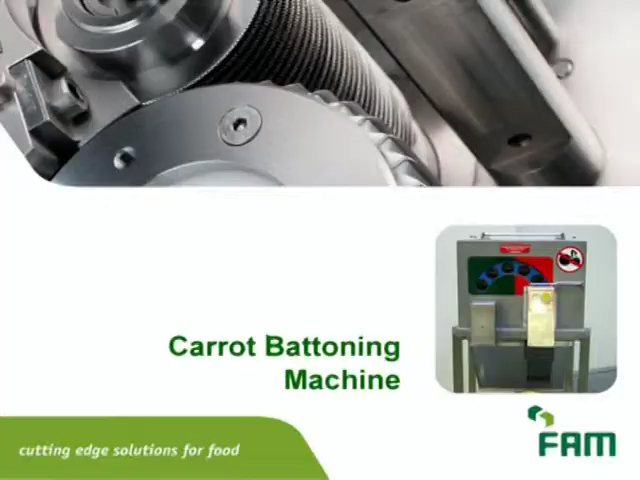 Carrot Battoning
Machine
cutting edge solutions for food
FAM